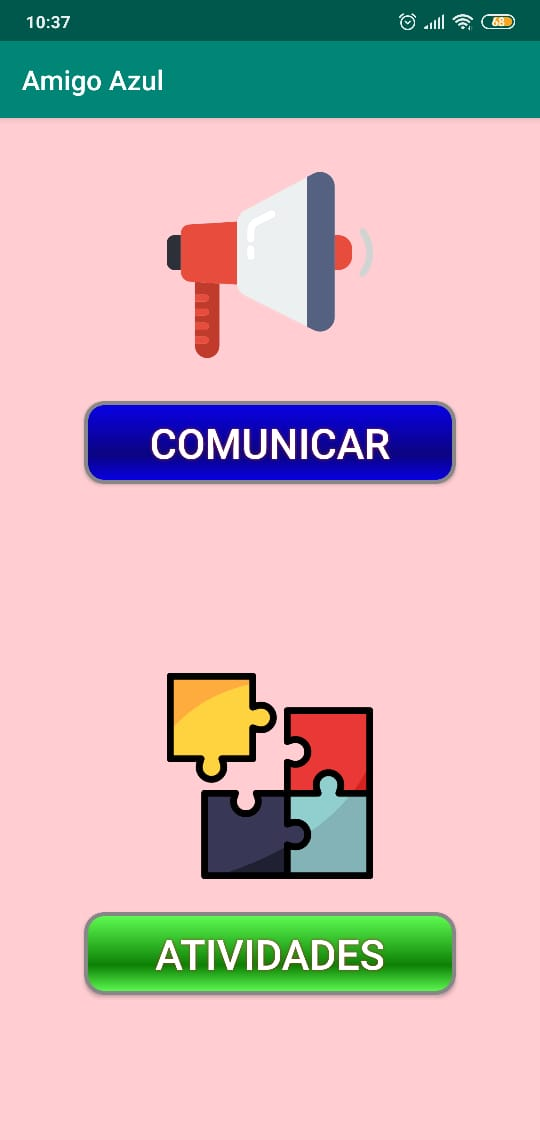 10:37
68
Amigo Azul
COMUNICAR
ATIVIDADES